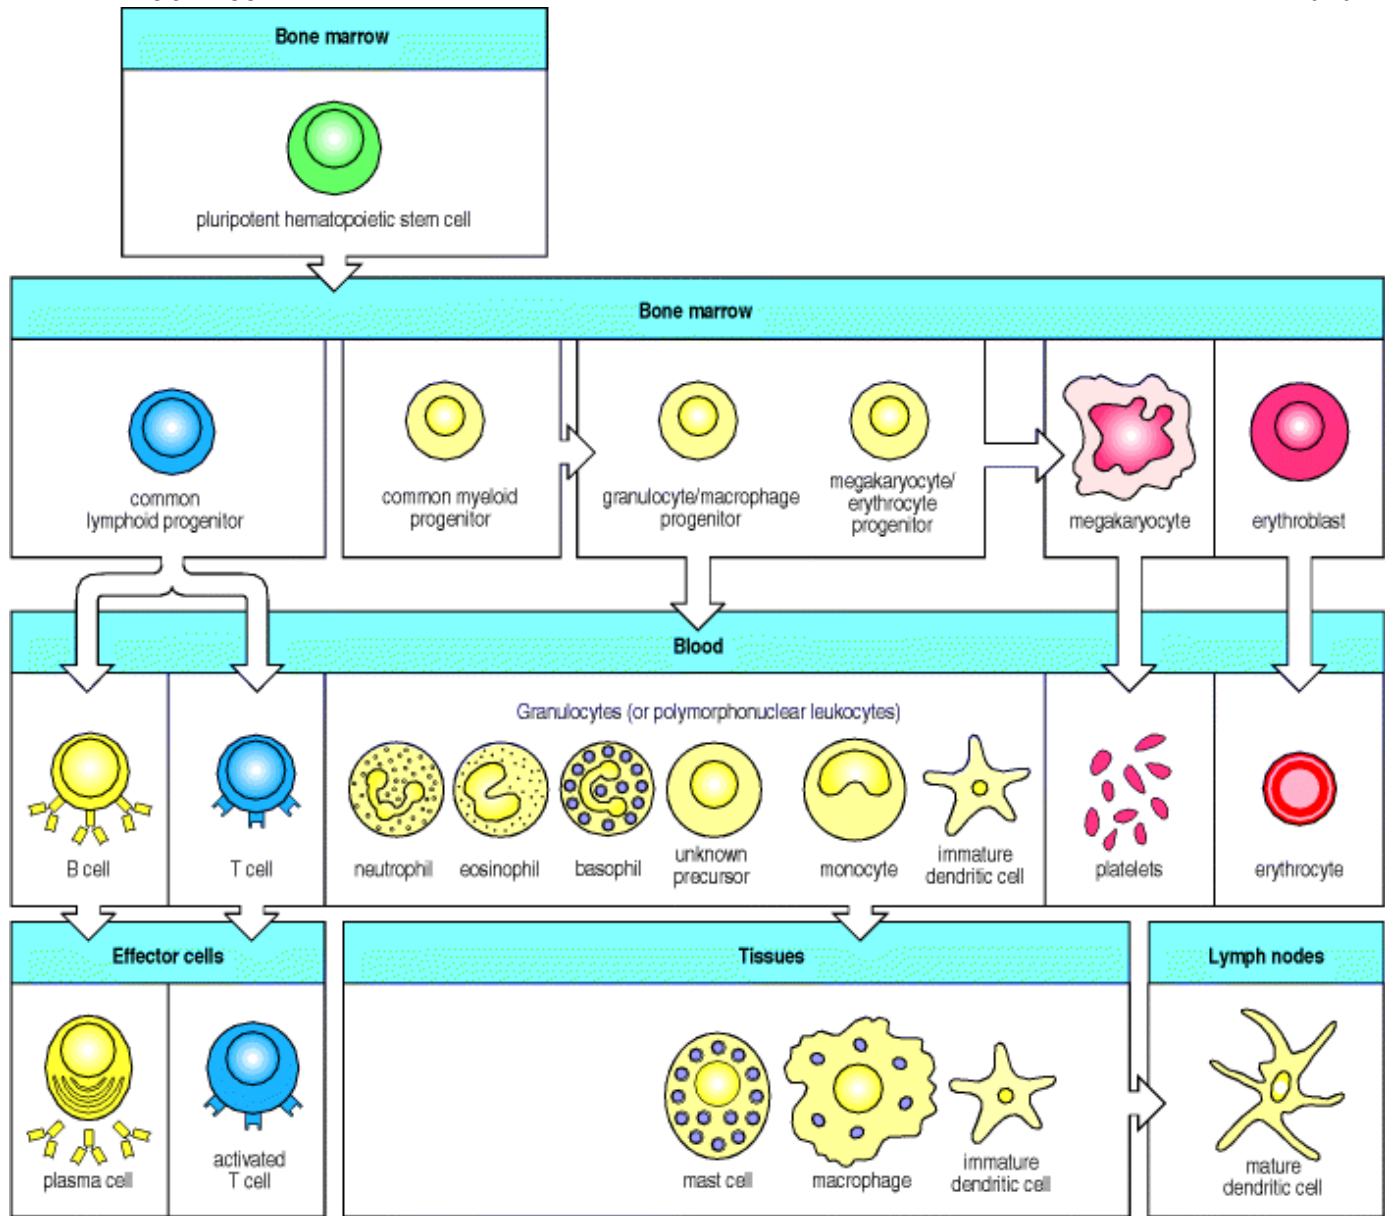 Bone marrow
pluripotent hematopoietic stem cell
Bone marrow
common
lymphoid progenitor
common myeloid
progenitor
granulocyte/macrophage
progenitor
megakaryocyte/
erythrocyte
progenitor
megakaryocyte
erythroblast
Blood
Granulocytes (or polymorphonuclear leukocytes)
B cell
T cell
neutrophil
eosinophil
basophil
unknown
precursor
monocyte
immature
dendritic cell
platelets
erythrocyte
Effector cells
Tissues
Lymph nodes
plasma cell
activated
T cell
mast cell
macrophage
immature
dendritic cell
mature
dendritic cell